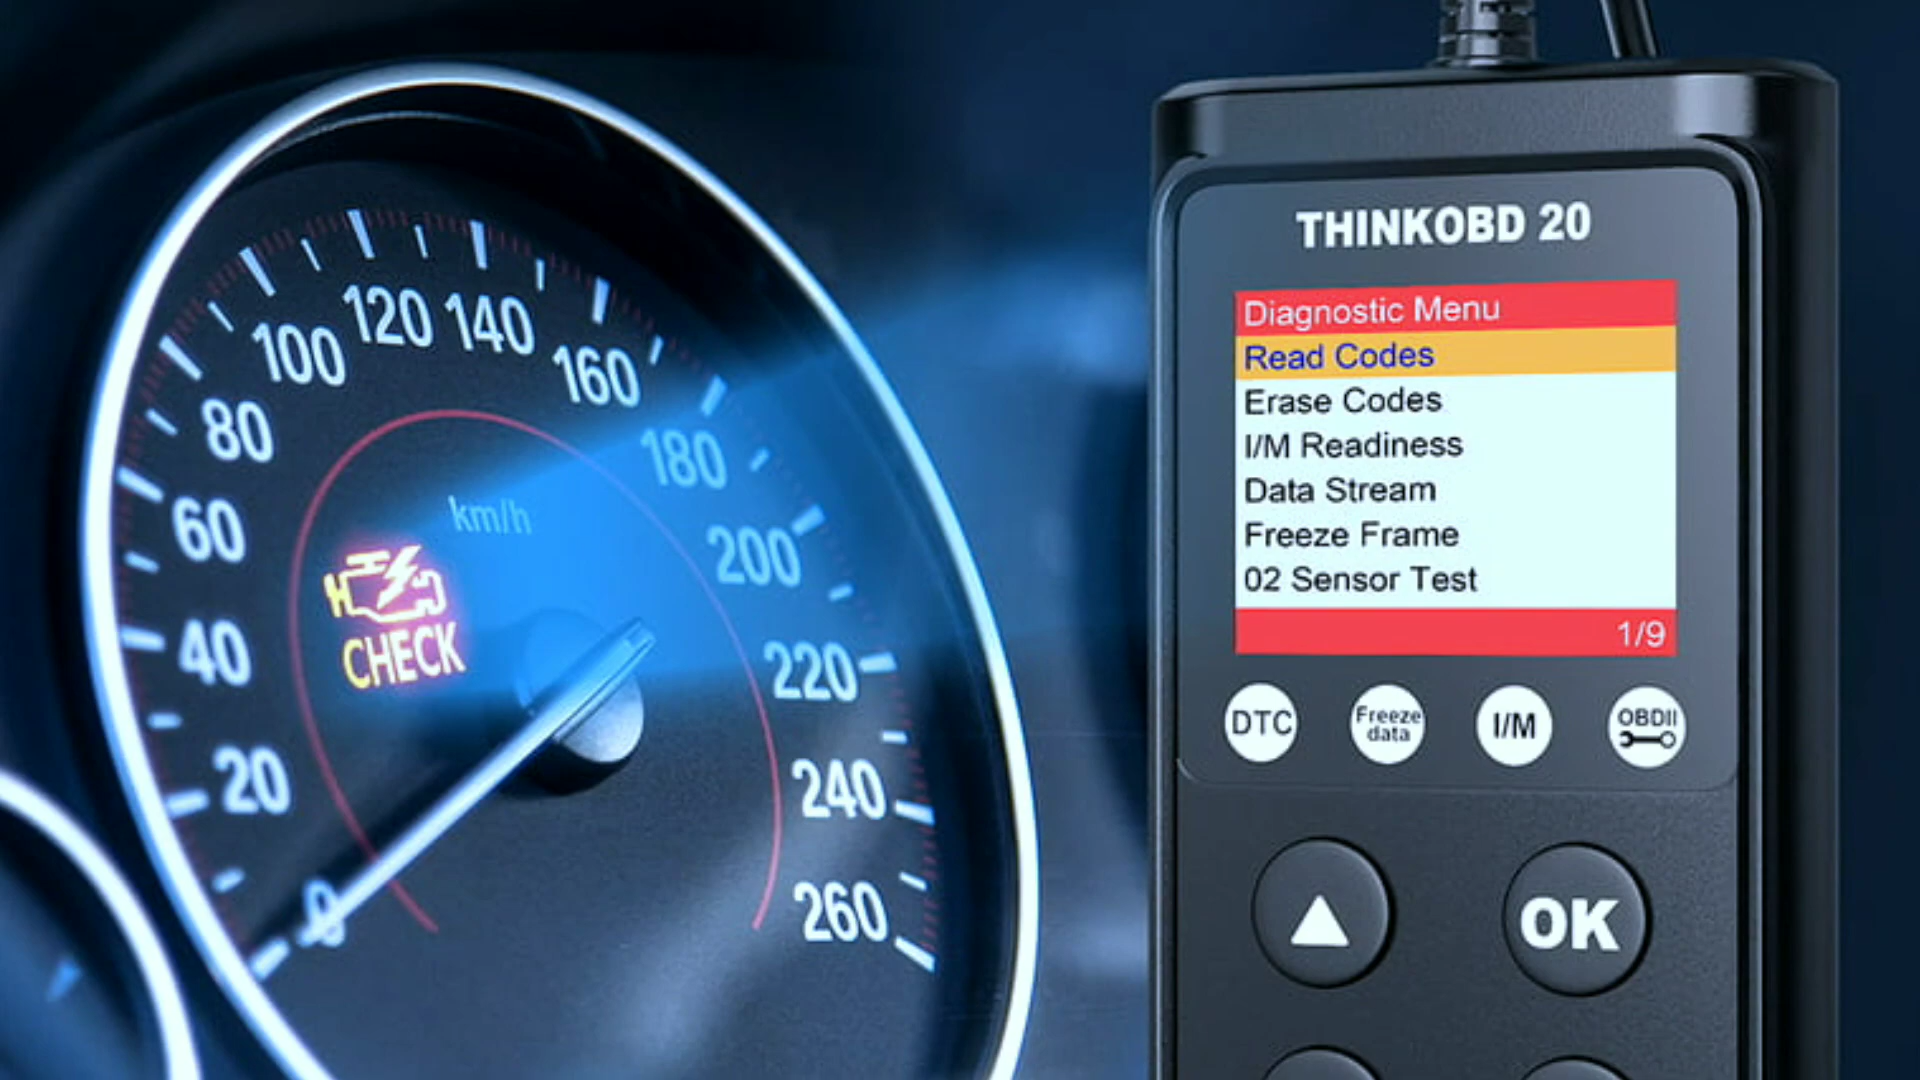 0
20
40
60
80
100
120
140
160
180
200
220
240
260
km/h
CHECK
THINKOBD 20
Diagnostic Menu
Read Codes
Erase Codes
I/M Readiness
Data Stream
Freeze Frame
02 Sensor Test
1/9
DTC
Freeze
data
I/M
OBDII
OK